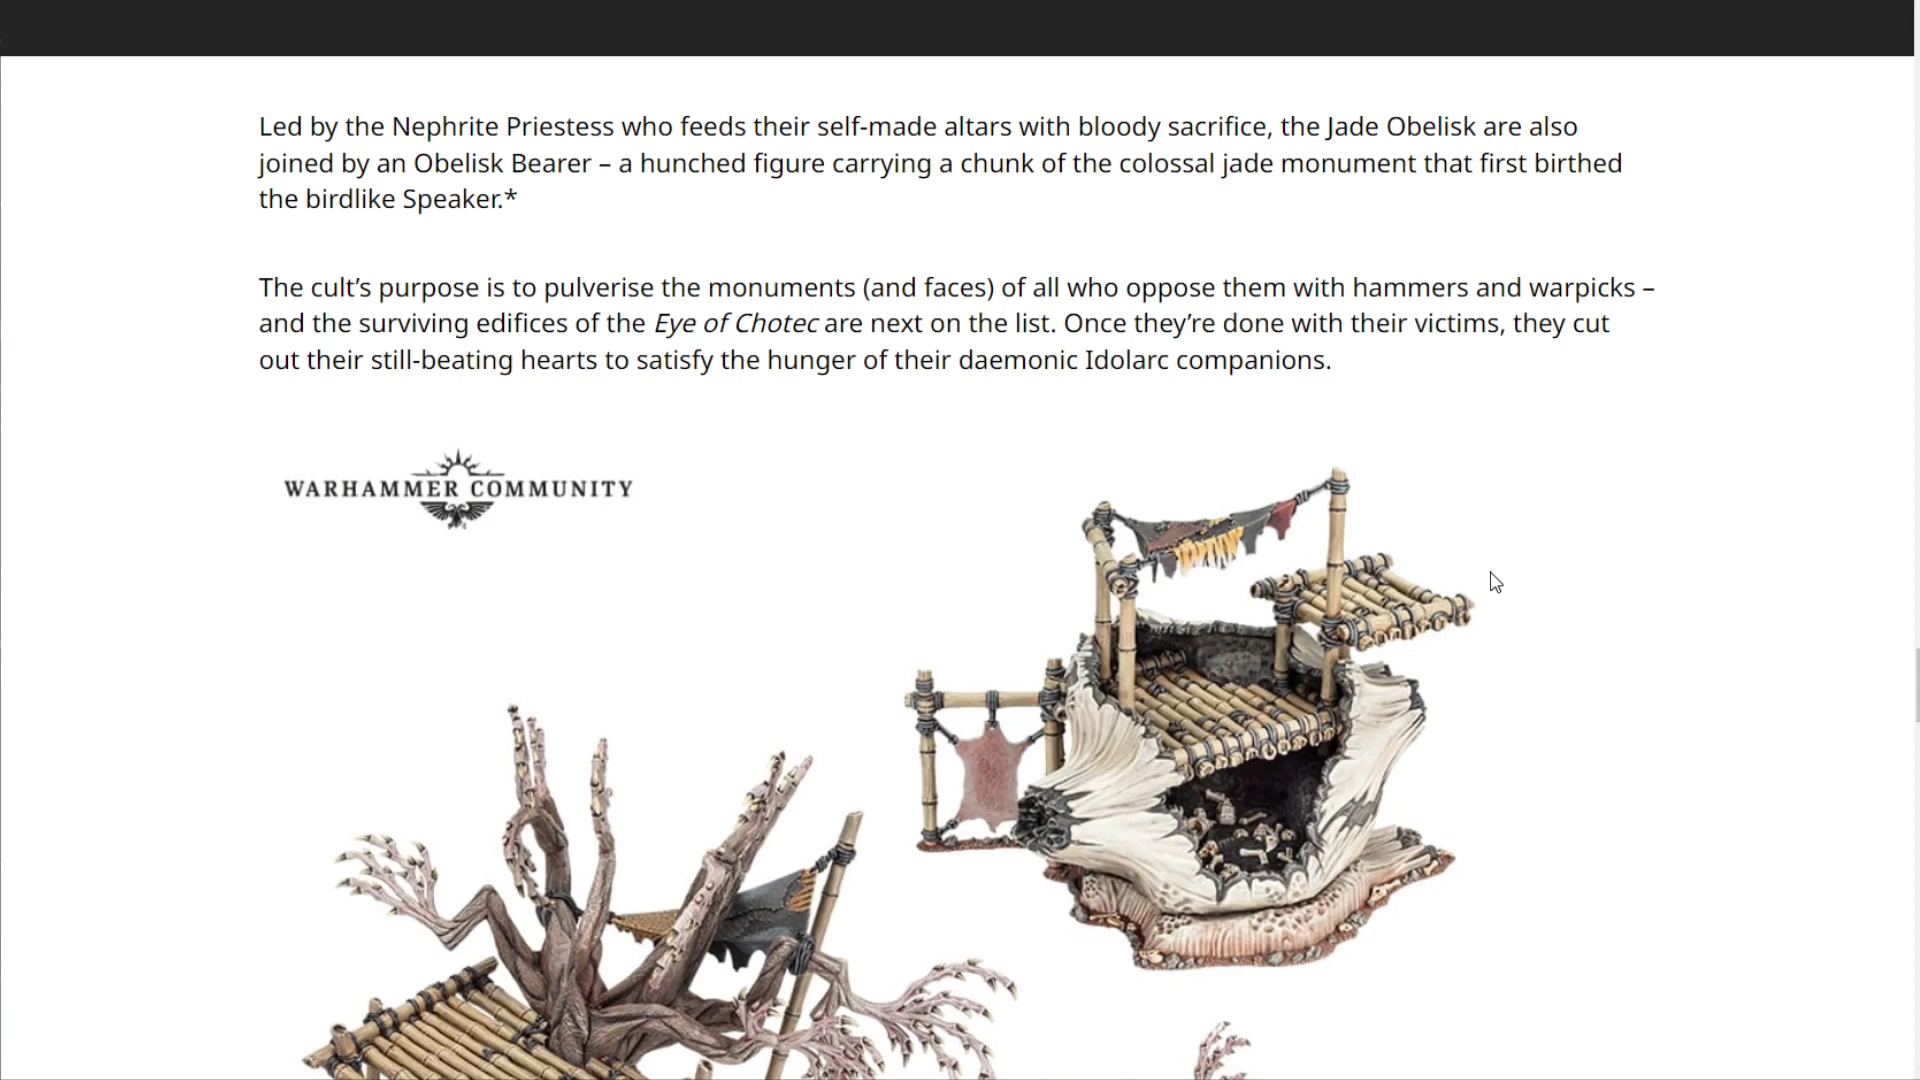 Led by the Nephrite Priestess who feeds their self-made altars with bloody sacrifice, the Jade Obelisk are also
joined by an Obelisk Bearer – a hunched figure carrying a chunk of the colossal jade monument that first birthed
the birdlike Speaker.*
The cult’s purpose is to pulverise the monuments (and faces) of all who oppose them with hammers and warpicks –
and the surviving edifices of the Eye of Chotec are next on the list. Once they’re done with their victims, they cut
out their still-beating hearts to satisfy the hunger of their daemonic Idolarc companions.
WARHAMMER COMMUNITY